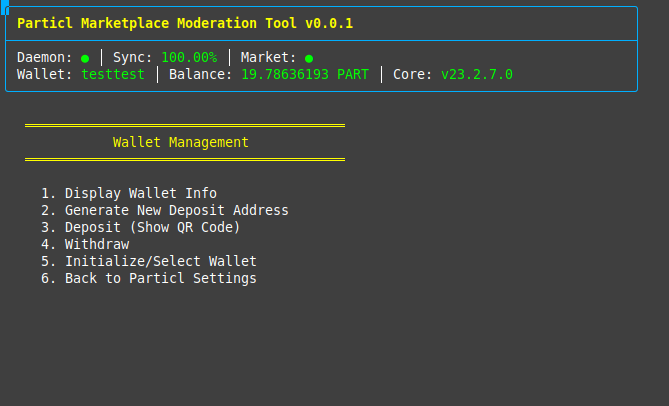 Particl Marketplace Moderation Tool v0.0.1
Daemon: ● │ Sync: 100.00% │ Market: ●
Wallet: testtest │ Balance: 19.78636193 PART │ Core: v23.2.7.0
Wallet Management
1. Display Wallet Info
2. Generate New Deposit Address
3. Deposit (Show QR Code)
4. Withdraw
5. Initialize/Select Wallet
6. Back to Particl Settings